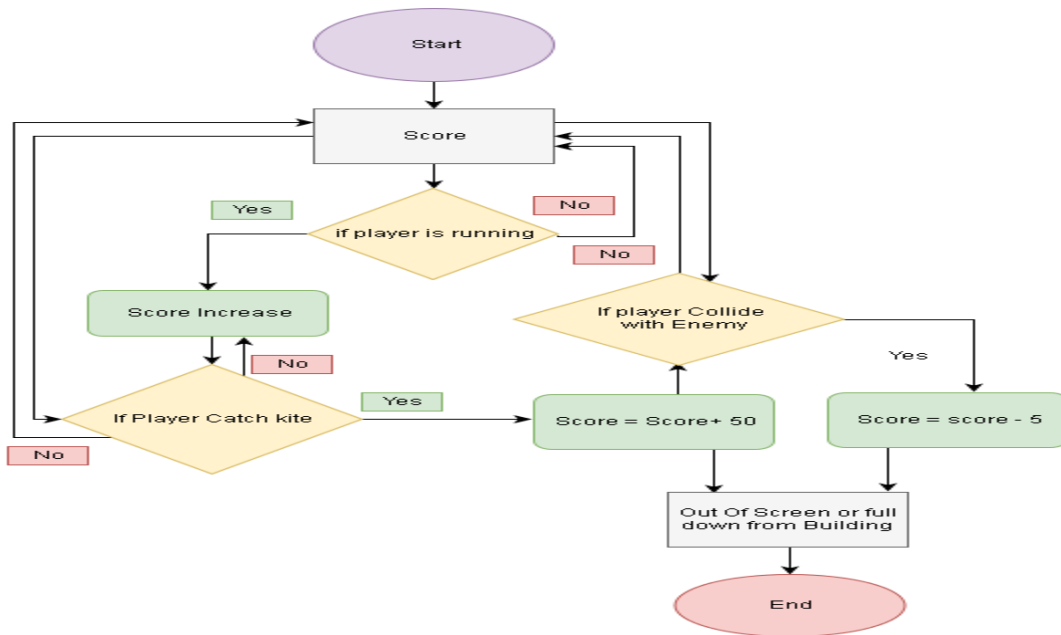 Start
Score
Yes
No
if player is running
No
Score Increase
If player Collide
with Enemy
No
Yes
Yes
If Player Catch kite
Score = Score+ 50
Score = score - 5
No
Out Of Screen or full
down from Building
End